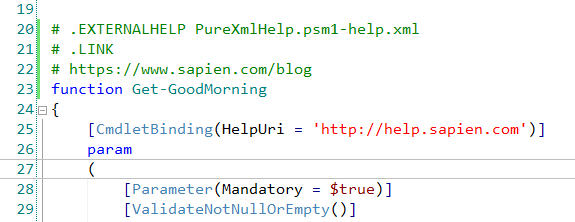 19
20 # .EXTERNALHELP PureXmlHelp.psm1-help.xml
21 # .LINK
22 # https://www.sapien.com/blog
23 function Get-GoodMorning
24 {
25 [CmdletBinding(HelpUri = 'http://help.sapien.com')]
26 param
27 (
28 [Parameter(Mandatory = $true)]
29 [ValidateNotNullOrEmpty()]